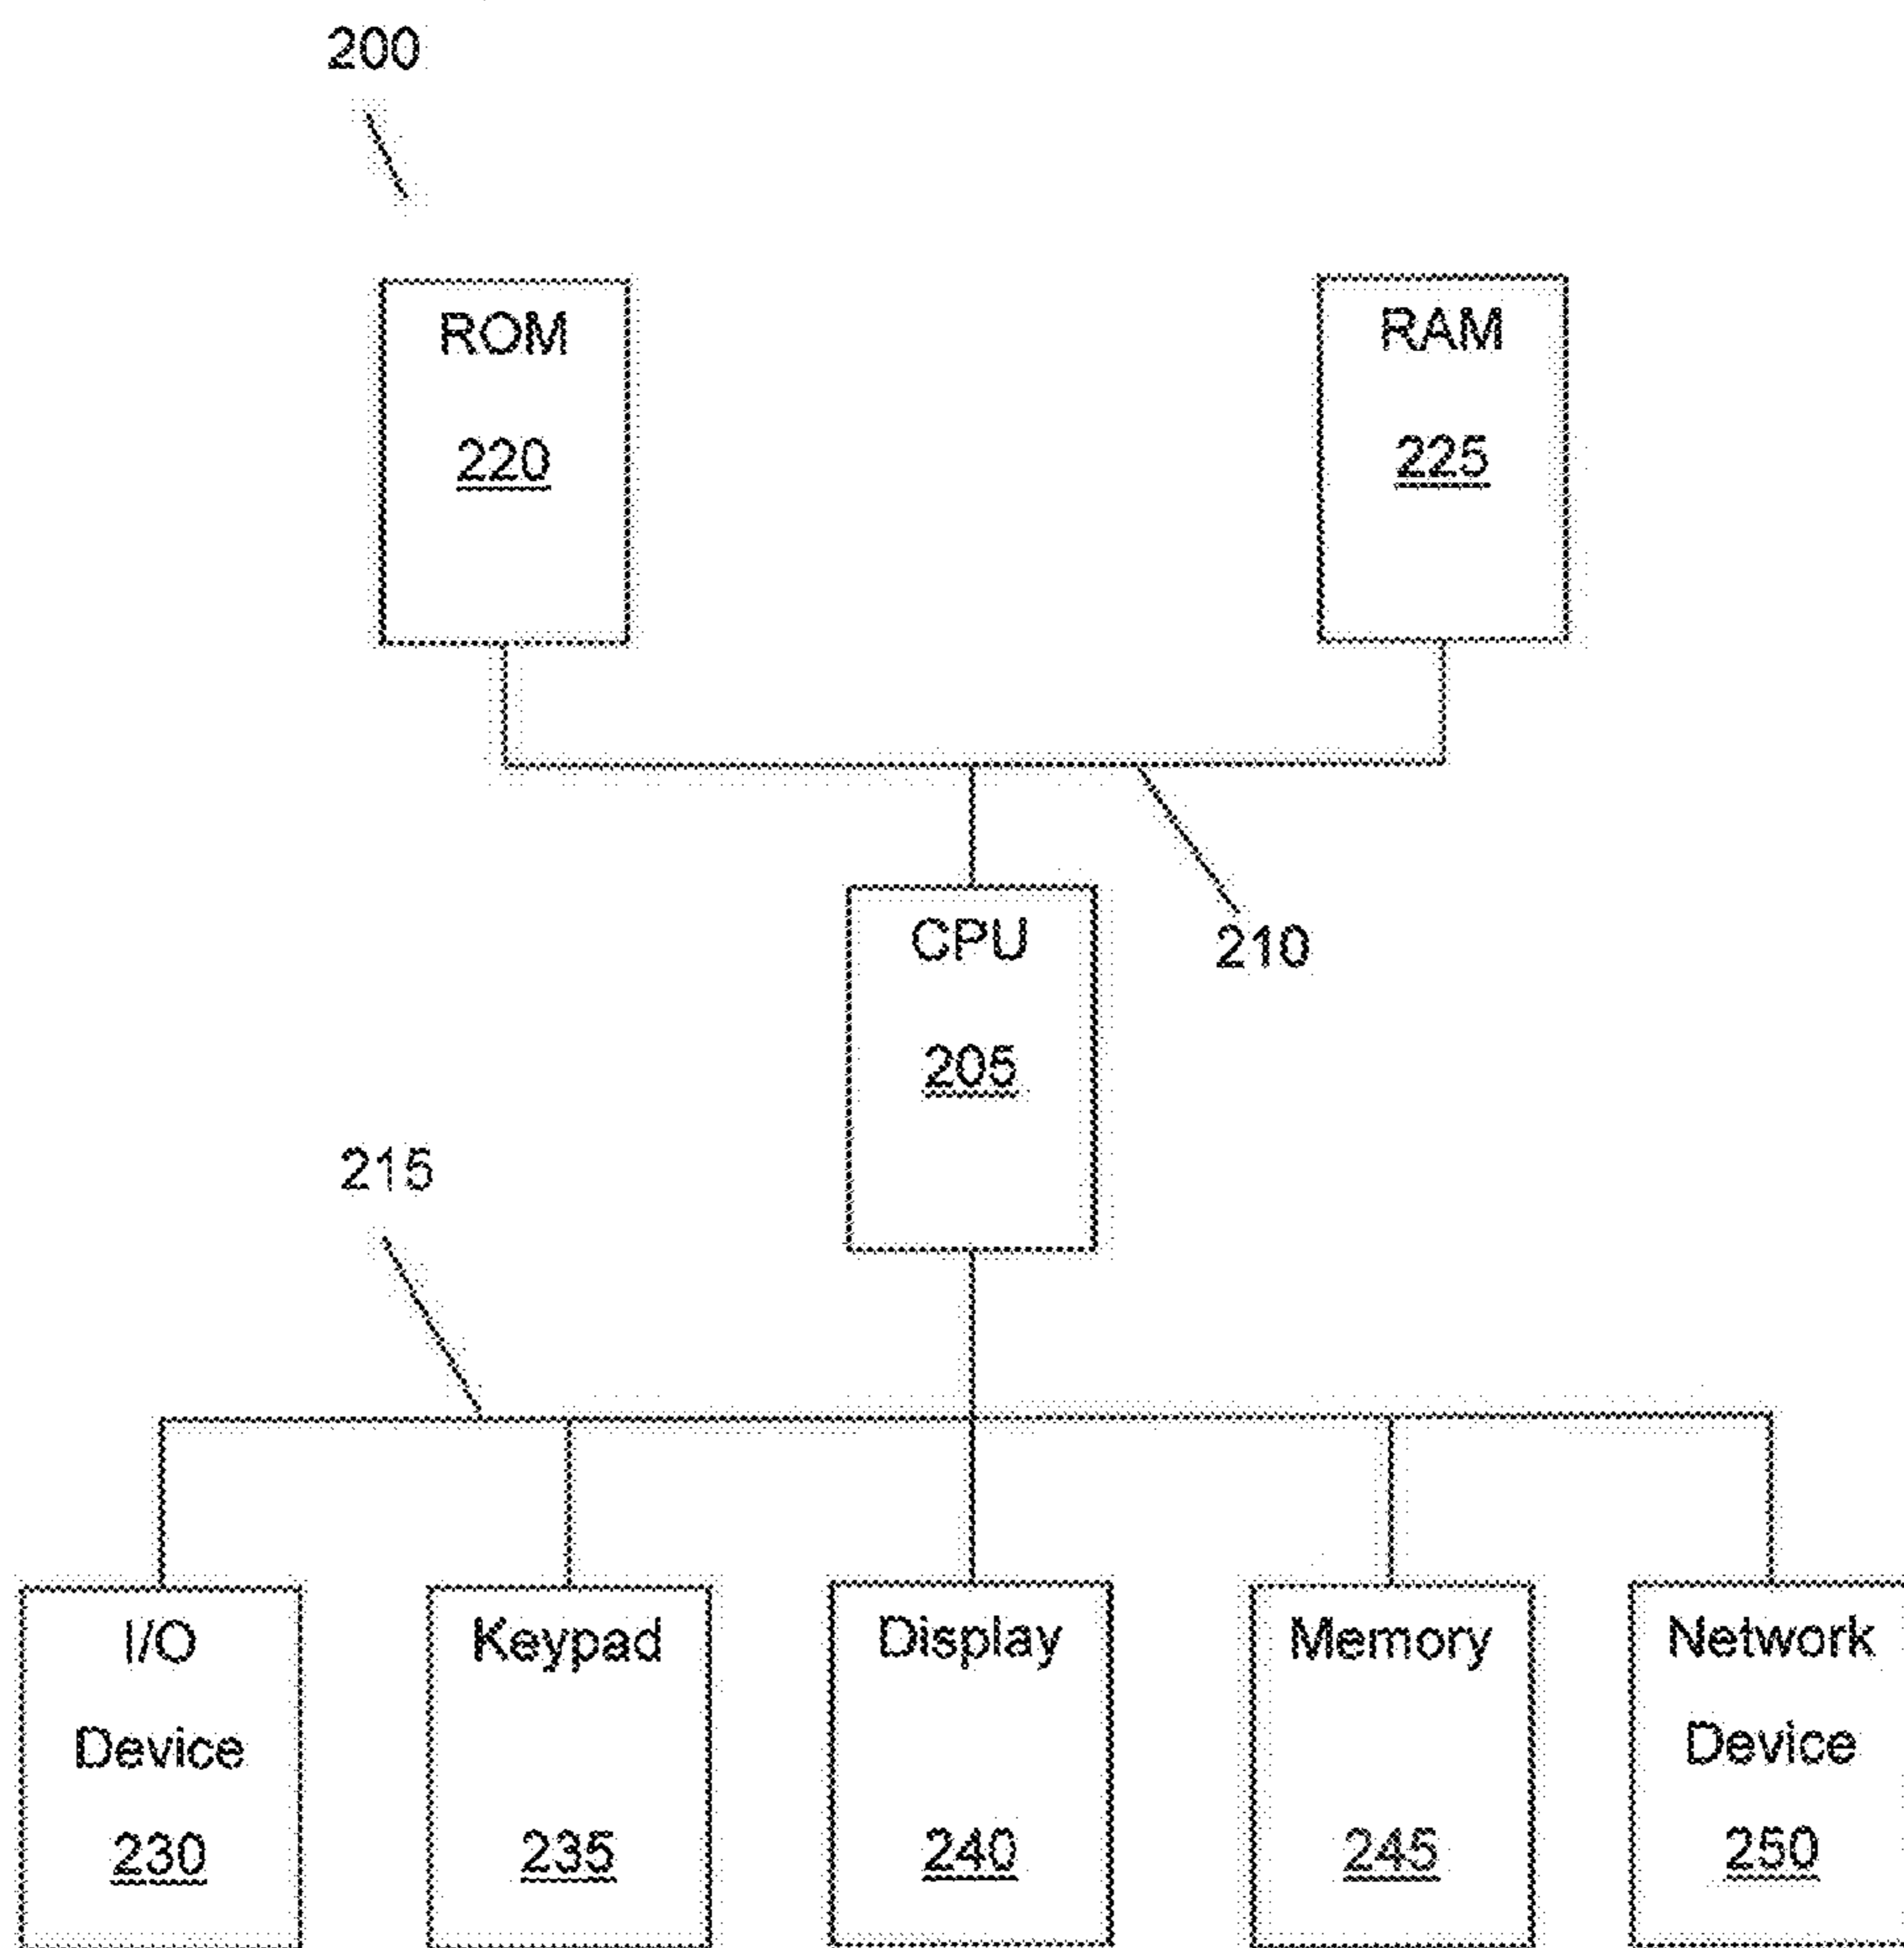 200
ROM
220
RAM
225
210
CPU
205
215
I/O
Device
230
Keypad
235
Display
240
Memory
245
Network
Device
250